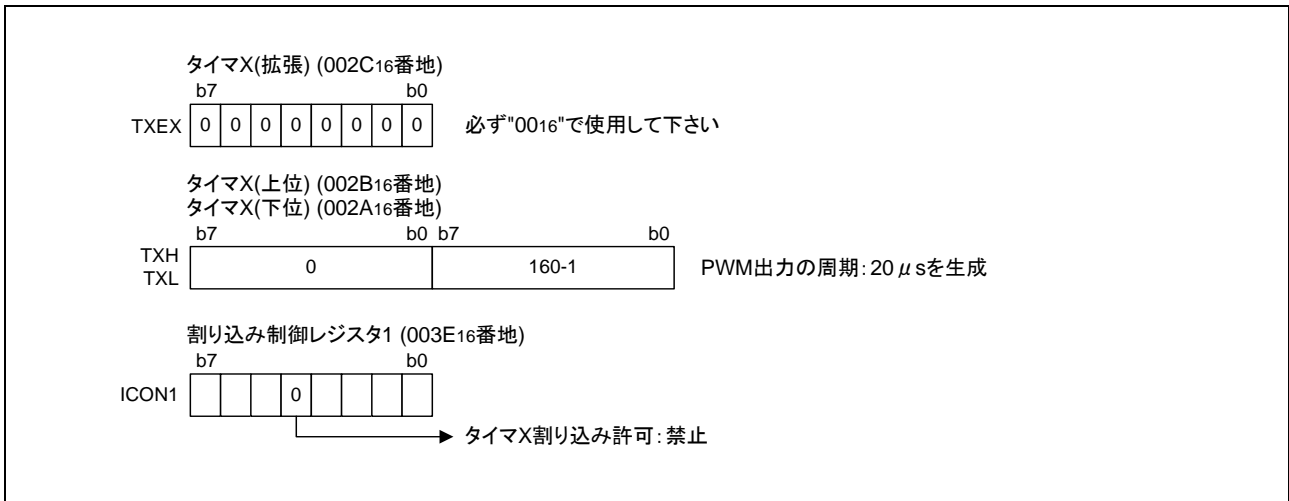 タイマX(拡張) (002C16番地)
b7 b0
TXEX 0 0 0 0 0 0 0 0 必ず"0016"で使用して下さい
タイマX(上位) (002B16番地)
タイマX(下位) (002A16番地)
b7 b0 b7 b0
TXH
TXL
0 160-1 PWM出力の周期:20μsを生成
割り込み制御レジスタ1 (003E16番地)
b7 b0
ICON1 0
タイマX割り込み許可:禁止